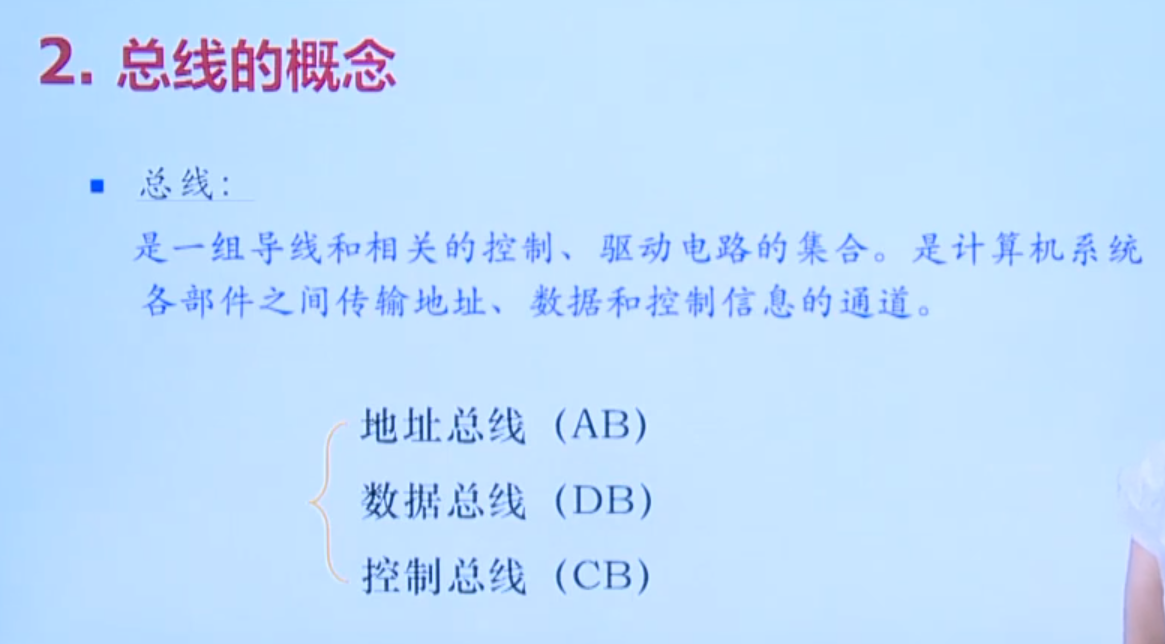 2. 总线的概念
总线：
是一组导线和相关的控制、驱动电路的集合。是计算机系统
各部件之间传输地址、数据和控制信息的通道。
地址总线（AB）
数据总线（DB）
控制总线（CB）